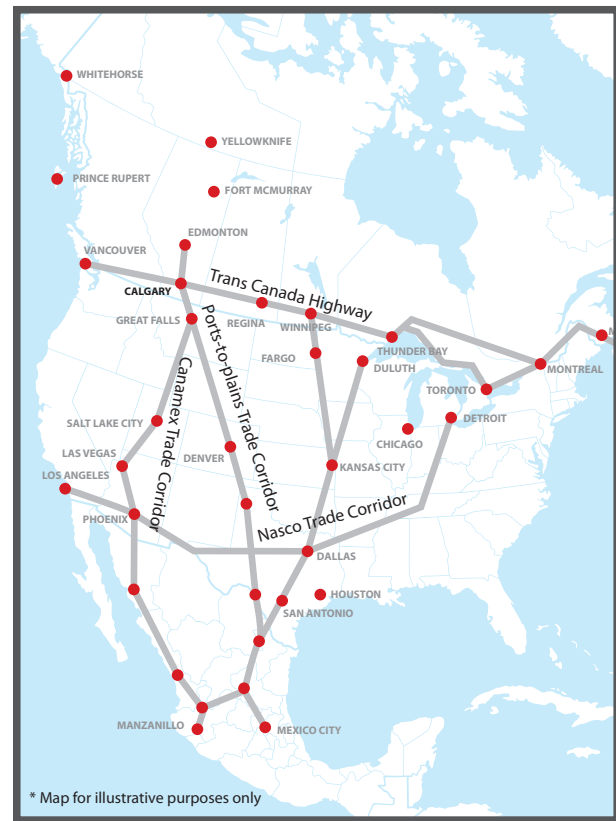 WHITEHORSE
YELLOWKNIFE
PRINCE RUPERT
FORT MCMURRAY
EDMONTON
VANCOUVER
CALGARY
Trans Canada Highway
GREAT FALLS
REGINA
WINNIPEG
FARGO
THUNDER BAY
DULUTH
MONTREAL
TORONTO
DETROIT
CHICAGO
Ports-to-plains Trade Corridor
Canamex Trade Corridor
SALT LAKE CITY
DENVER
LAS VEGAS
KANSAS CITY
LOS ANGELES
PHOENIX
Nasco Trade Corridor
DALLAS
HOUSTON
SAN ANTONIO
MANZANILLO
MEXICO CITY
* Map for illustrative purposes only